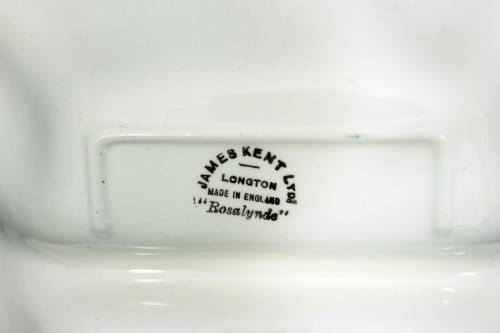 JAMES KENT LTD
LONGTON
MADE IN ENGLAND
"Rosalynde"